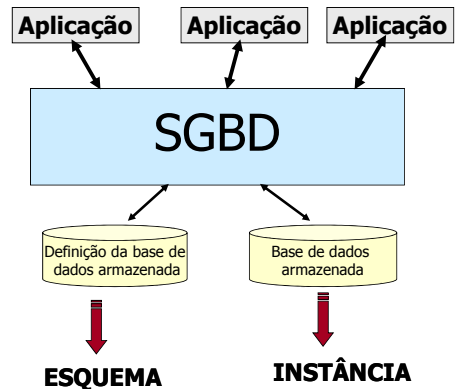 Aplicação
Aplicação
Aplicação
SGBD
Definição da base de
dados armazenada
Base de dados
armazenada
ESQUEMA
INSTÂNCIA